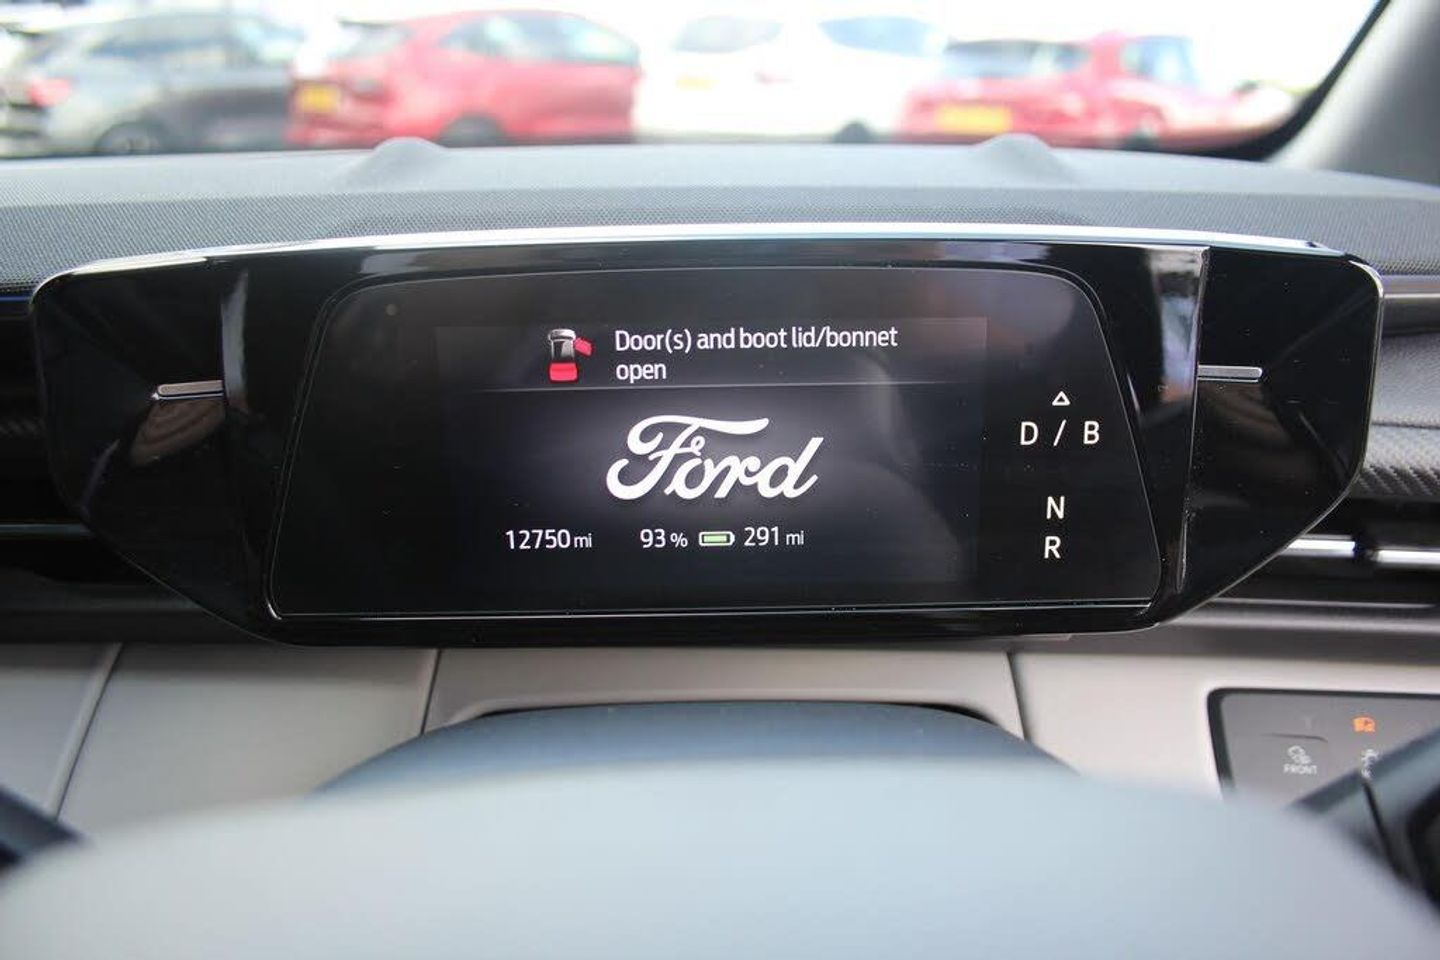 Door(s) and boot lid/bonnet
open
Ford
12750 mi 93 % 291 mi
D / B
N
R
FRONT